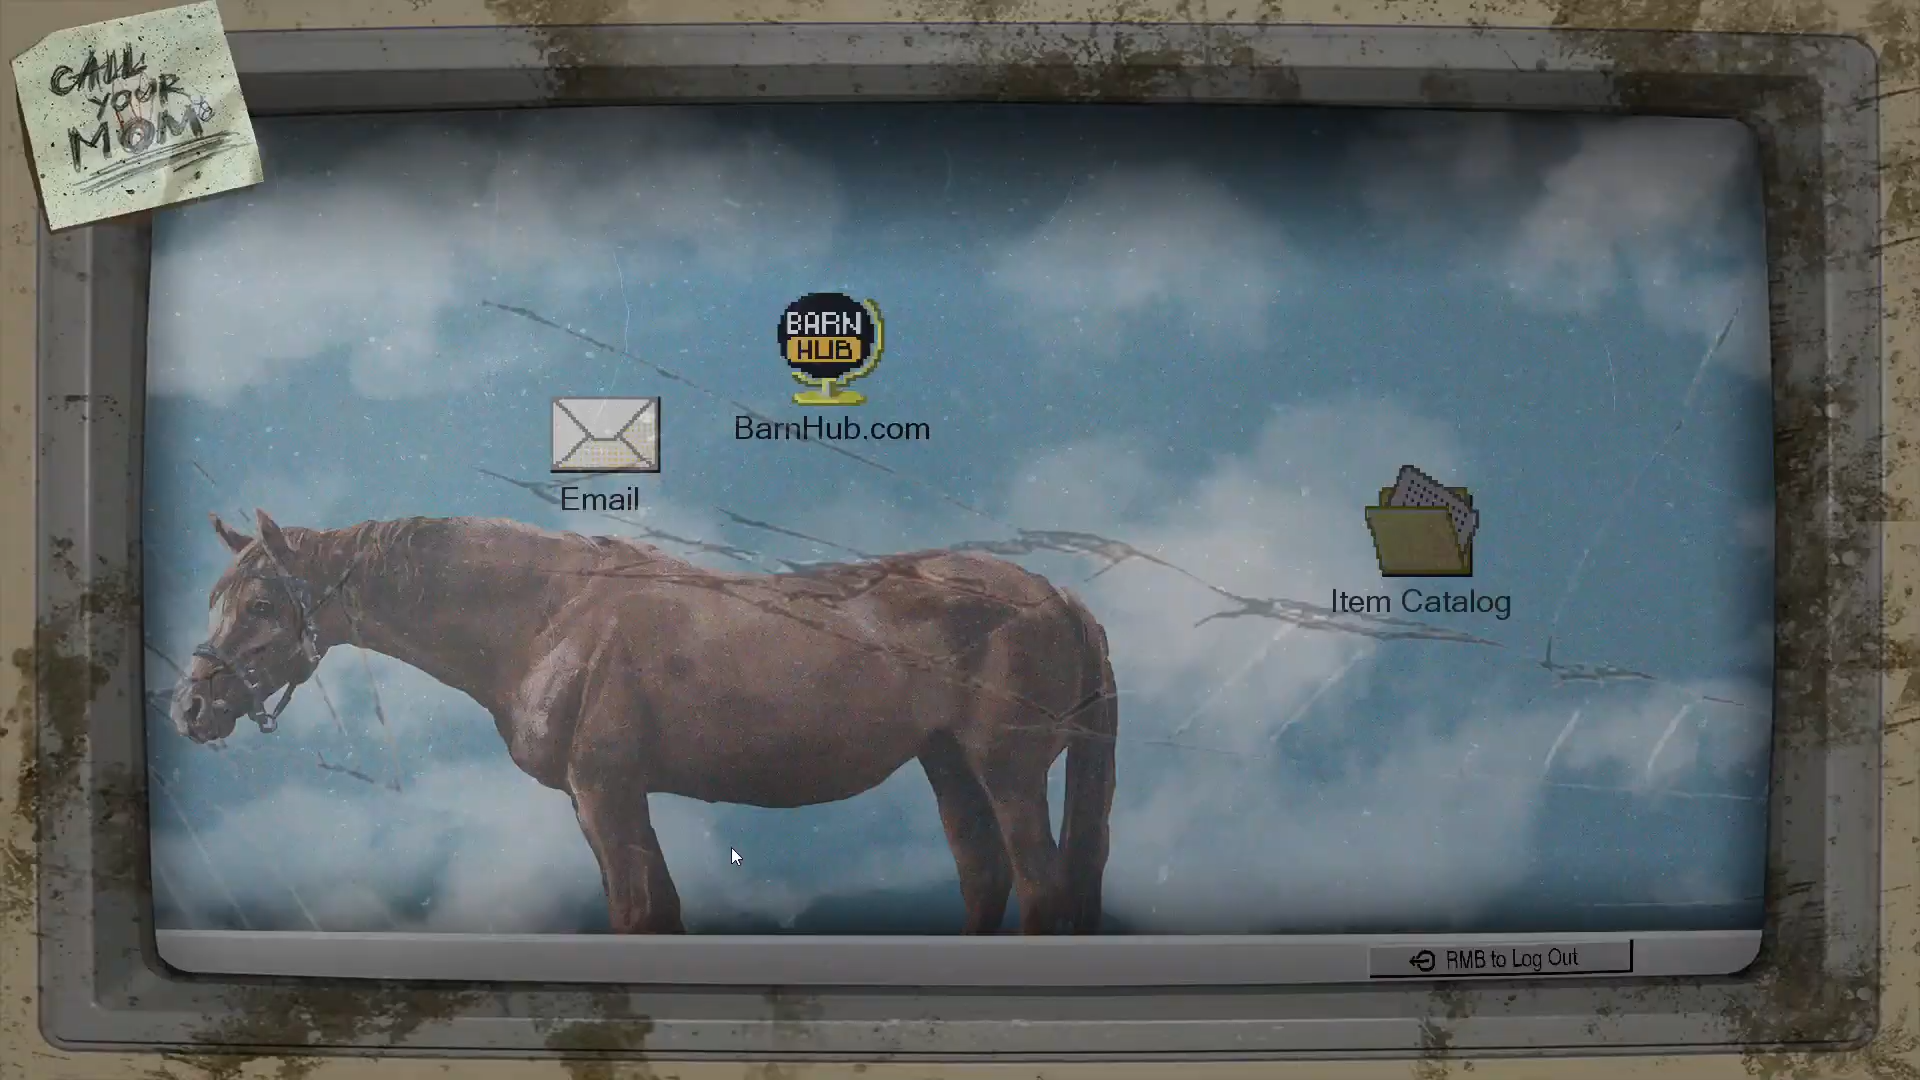 CALL
YOUR
MOM
BARN
HUB
BarnHub.com
Email
Item Catalog
RMB to Log Out